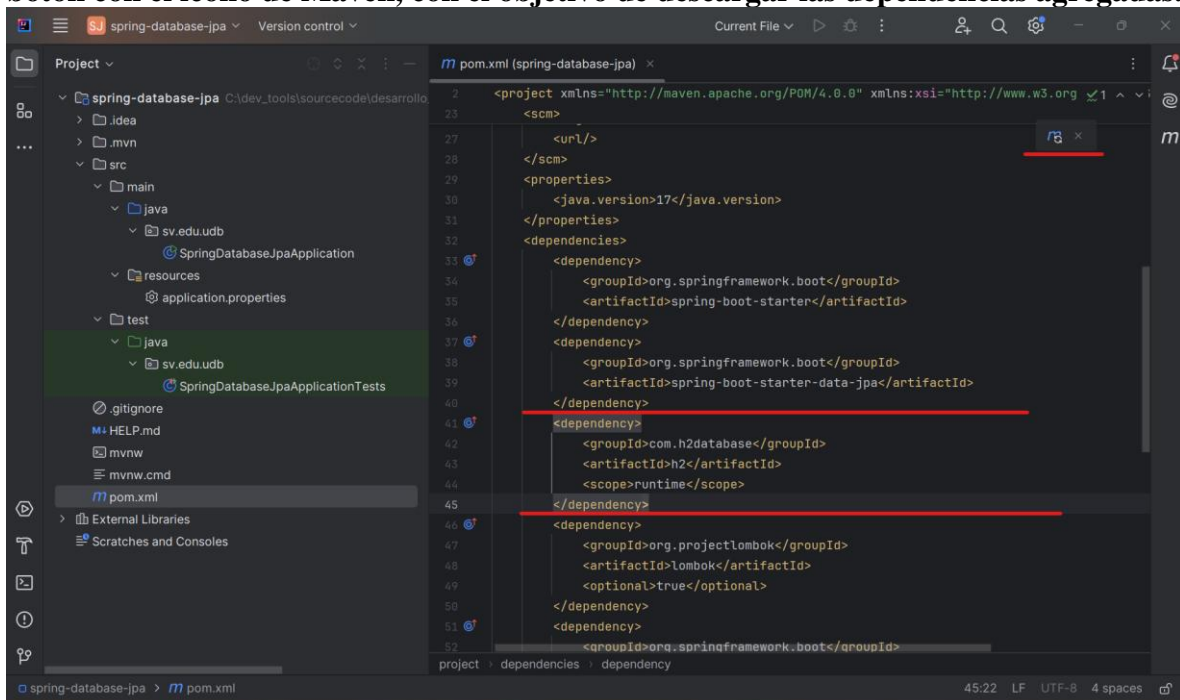 botón con el ícono de Maven, con el objetivo de descargar las dependencias agregadas.
SJ spring-database-jpa Version control Current File
Project
pom.xml (spring-database-jpa)
spring-database-jpa C:\dev_tools\sourcecode\desarrollo
.idea
.mvn
src
main
java
sv.edu.udb
SpringDatabaseJpaApplication
resources
application.properties
test
java
sv.edu.udb
SpringDatabaseJpaApplicationTests
.gitignore
M↓ HELP.md
mvnw
mvnw.cmd
m pom.xml
External Libraries
Scratches and Consoles
2 <project xmlns="http://maven.apache.org/POM/4.0.0" xmlns:xsi="http://www.w3.org 1
23 <scm>
27 <url/>
28 </scm>
29 <properties>
30 <java.version>17</java.version>
31 </properties>
32 <dependencies>
33 <dependency>
34 <groupId>org.springframework.boot</groupId>
35 <artifactId>spring-boot-starter</artifactId>
36 </dependency>
37 <dependency>
38 <groupId>org.springframework.boot</groupId>
39 <artifactId>spring-boot-starter-data-jpa</artifactId>
40 </dependency>
41 <dependency>
42 <groupId>com.h2database</groupId>
43 <artifactId>h2</artifactId>
44 <scope>runtime</scope>
45 </dependency>
46 <dependency>
47 <groupId>org.projectlombok</groupId>
48 <artifactId>lombok</artifactId>
49 <optional>true</optional>
50 </dependency>
51 <dependency>
52 <groupId>org.springframework.boot</groupId>
project › dependencies › dependency
spring-database-jpa > m pom.xml 45:22 LF UTF-8 4 spaces